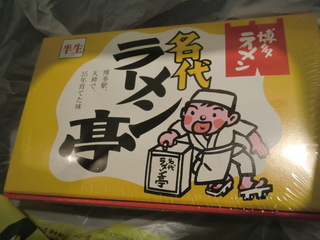 半生
名代
ラーメン
亭
博多
ラーメン
博多駅、
天神で、
35年育てた味
名代
ラーメン亭